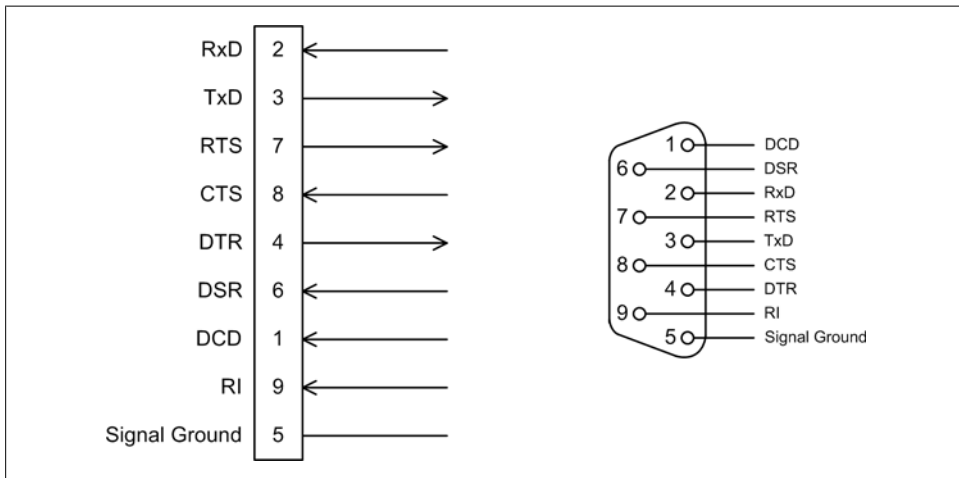 RxD 2
TxD 3
RTS 7
CTS 8
DTR 4
DSR 6
DCD 1
RI 9
Signal Ground 5
1 DCD
6 DSR
2 RxD
7 RTS
3 TxD
8 CTS
4 DTR
9 RI
5 Signal Ground